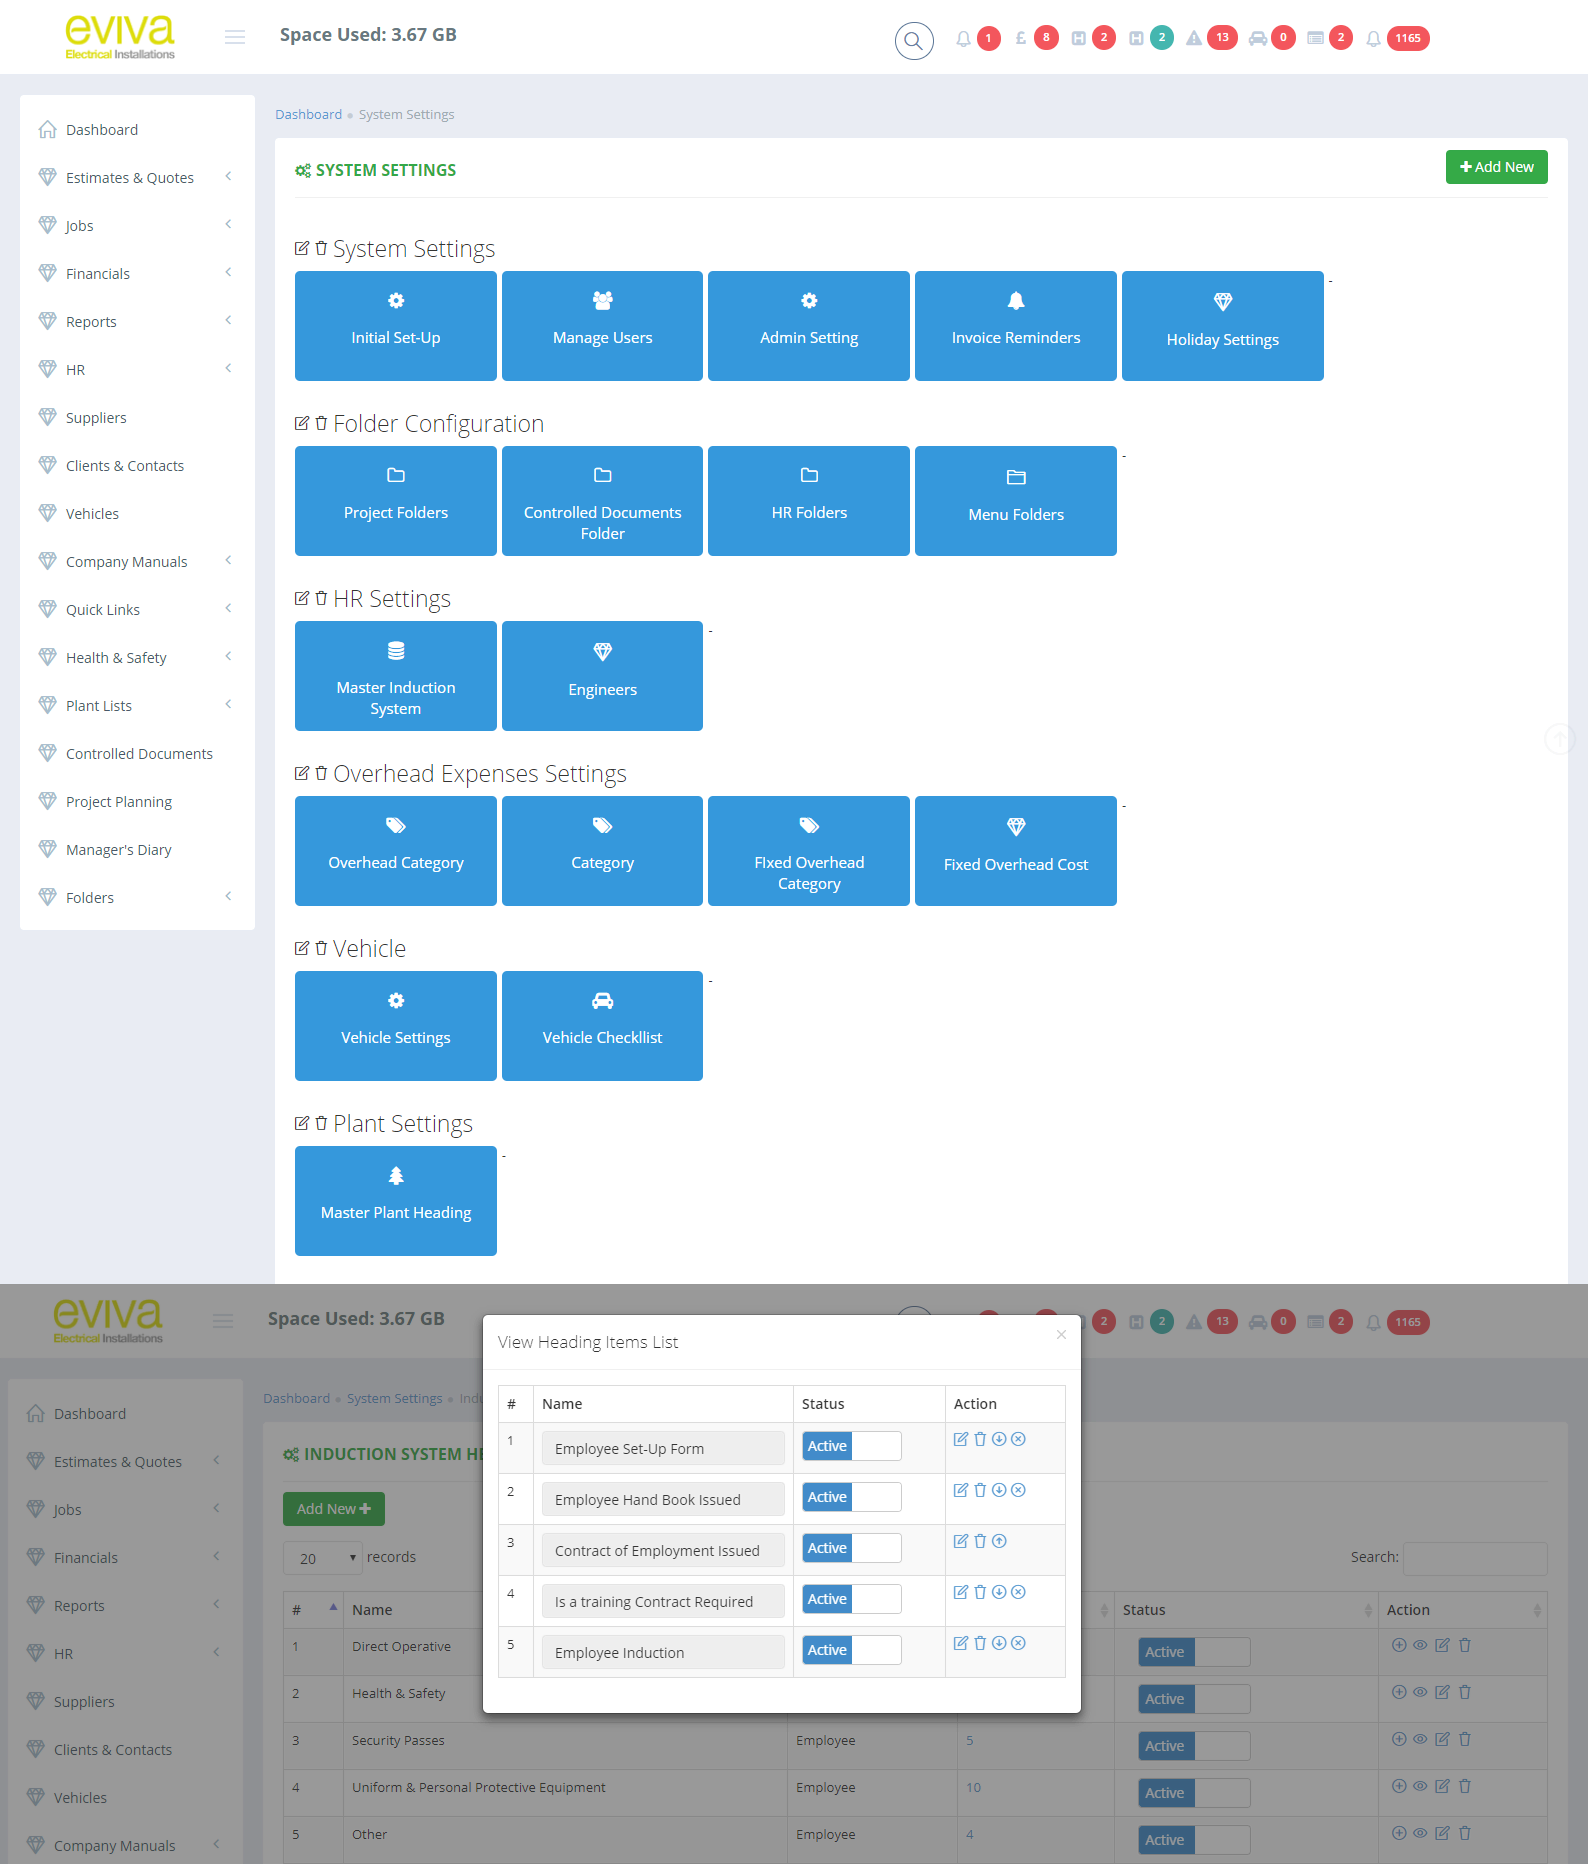 eviva
Electrical Installations
Space Used: 3.67 GB
1
£ 8
H 2
H 2
13
0
2
1165
Dashboard
Estimates & Quotes
Jobs
Financials
Reports
HR
Suppliers
Clients & Contacts
Vehicles
Company Manuals
Quick Links
Health & Safety
Plant Lists
Controlled Documents
Project Planning
Manager's Diary
Folders
Dashboard System Settings
SYSTEM SETTINGS
Add New
System Settings
Initial Set-Up
Manage Users
Admin Setting
Invoice Reminders
Holiday Settings
-
Folder Configuration
Project Folders
Controlled Documents
Folder
HR Folders
Menu Folders
-
HR Settings
Master Induction
System
Engineers
-
Overhead Expenses Settings
Overhead Category
Category
FIxed Overhead
Category
Fixed Overhead Cost
-
Vehicle
Vehicle Settings
Vehicle Checkllist
-
Plant Settings
Master Plant Heading
-
eviva
Electrical Installations
Space Used: 3.67 GB
2
H 2
13
0
2
1165
Dashboard
Estimates & Quotes
Jobs
Financials
Reports
HR
Suppliers
Clients & Contacts
Vehicles
Company Manuals
Dashboard System Settings
INDUCTION SYSTEM
Add New
20 records
Search:
# Name Status Action
1 Direct Operative Active
2 Health & Safety Active
3 Security Passes Employee 5 Active
4 Uniform & Personal Protective Equipment Employee 10 Active
5 Other Employee 4 Active
View Heading Items List ×
# Name Status Action
1 Employee Set-Up Form Active
2 Employee Hand Book Issued Active
3 Contract of Employment Issued Active
4 Is a training Contract Required Active
5 Employee Induction Active